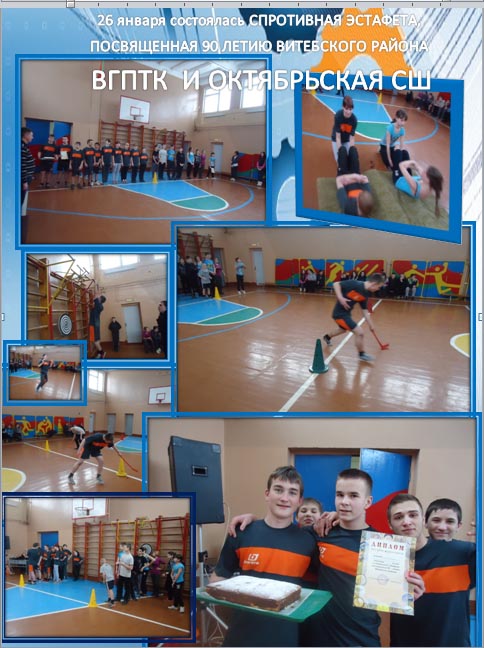 26 января состоялась СПРОТИВНАЯ ЭСТАФЕТА,
ПОСВЯЩЕННАЯ 90 ЛЕТИЮ ВИТЕБСКОГО РАЙОНА
ВГПТК И ОКТЯБРЬСКАЯ СШ
ДИПЛОМ